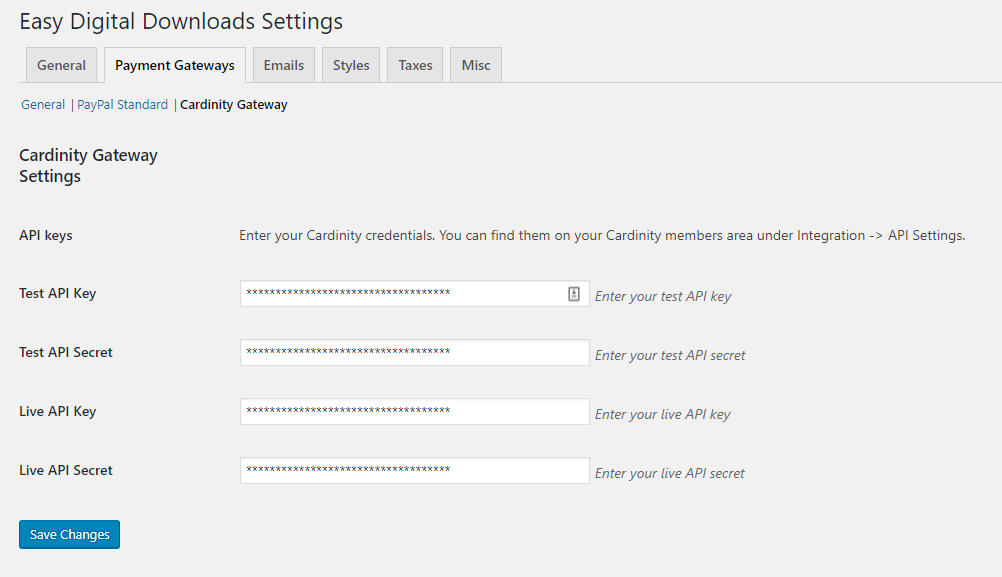 Easy Digital Downloads Settings
General Payment Gateways Emails Styles Taxes Misc
General | PayPal Standard | Cardinity Gateway
Cardinity Gateway
Settings
API keys Enter your Cardinity credentials. You can find them on your Cardinity members area under Integration -> API Settings.
Test API Key *********************************** Enter your test API key
Test API Secret *********************************** Enter your test API secret
Live API Key *********************************** Enter your live API key
Live API Secret *********************************** Enter your live API secret
Save Changes